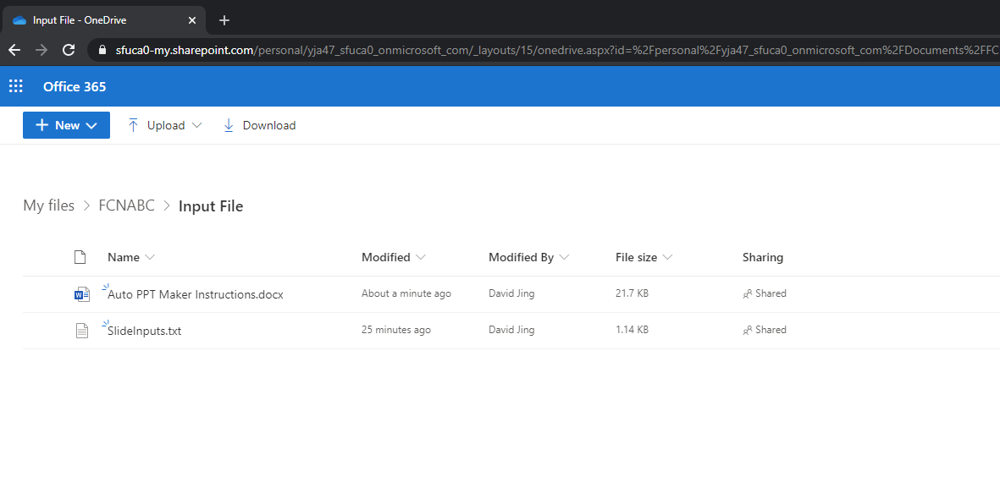 Input File - OneDrive
sfuca0-my.sharepoint.com/personal/yja47_sfuca0_onmicrosoft_com/_layouts/15/onedrive.aspx?id=%2Fpersonal%2Fyja47_sfuca0_onmicrosoft_com%2FDocuments%2FFC
Office 365
New Upload Download
My files > FCNABC > Input File
Name Modified Modified By File size Sharing
Auto PPT Maker Instructions.docx About a minute ago David Jing 21.7 KB Shared
SlideInputs.txt 25 minutes ago David Jing 1.14 KB Shared